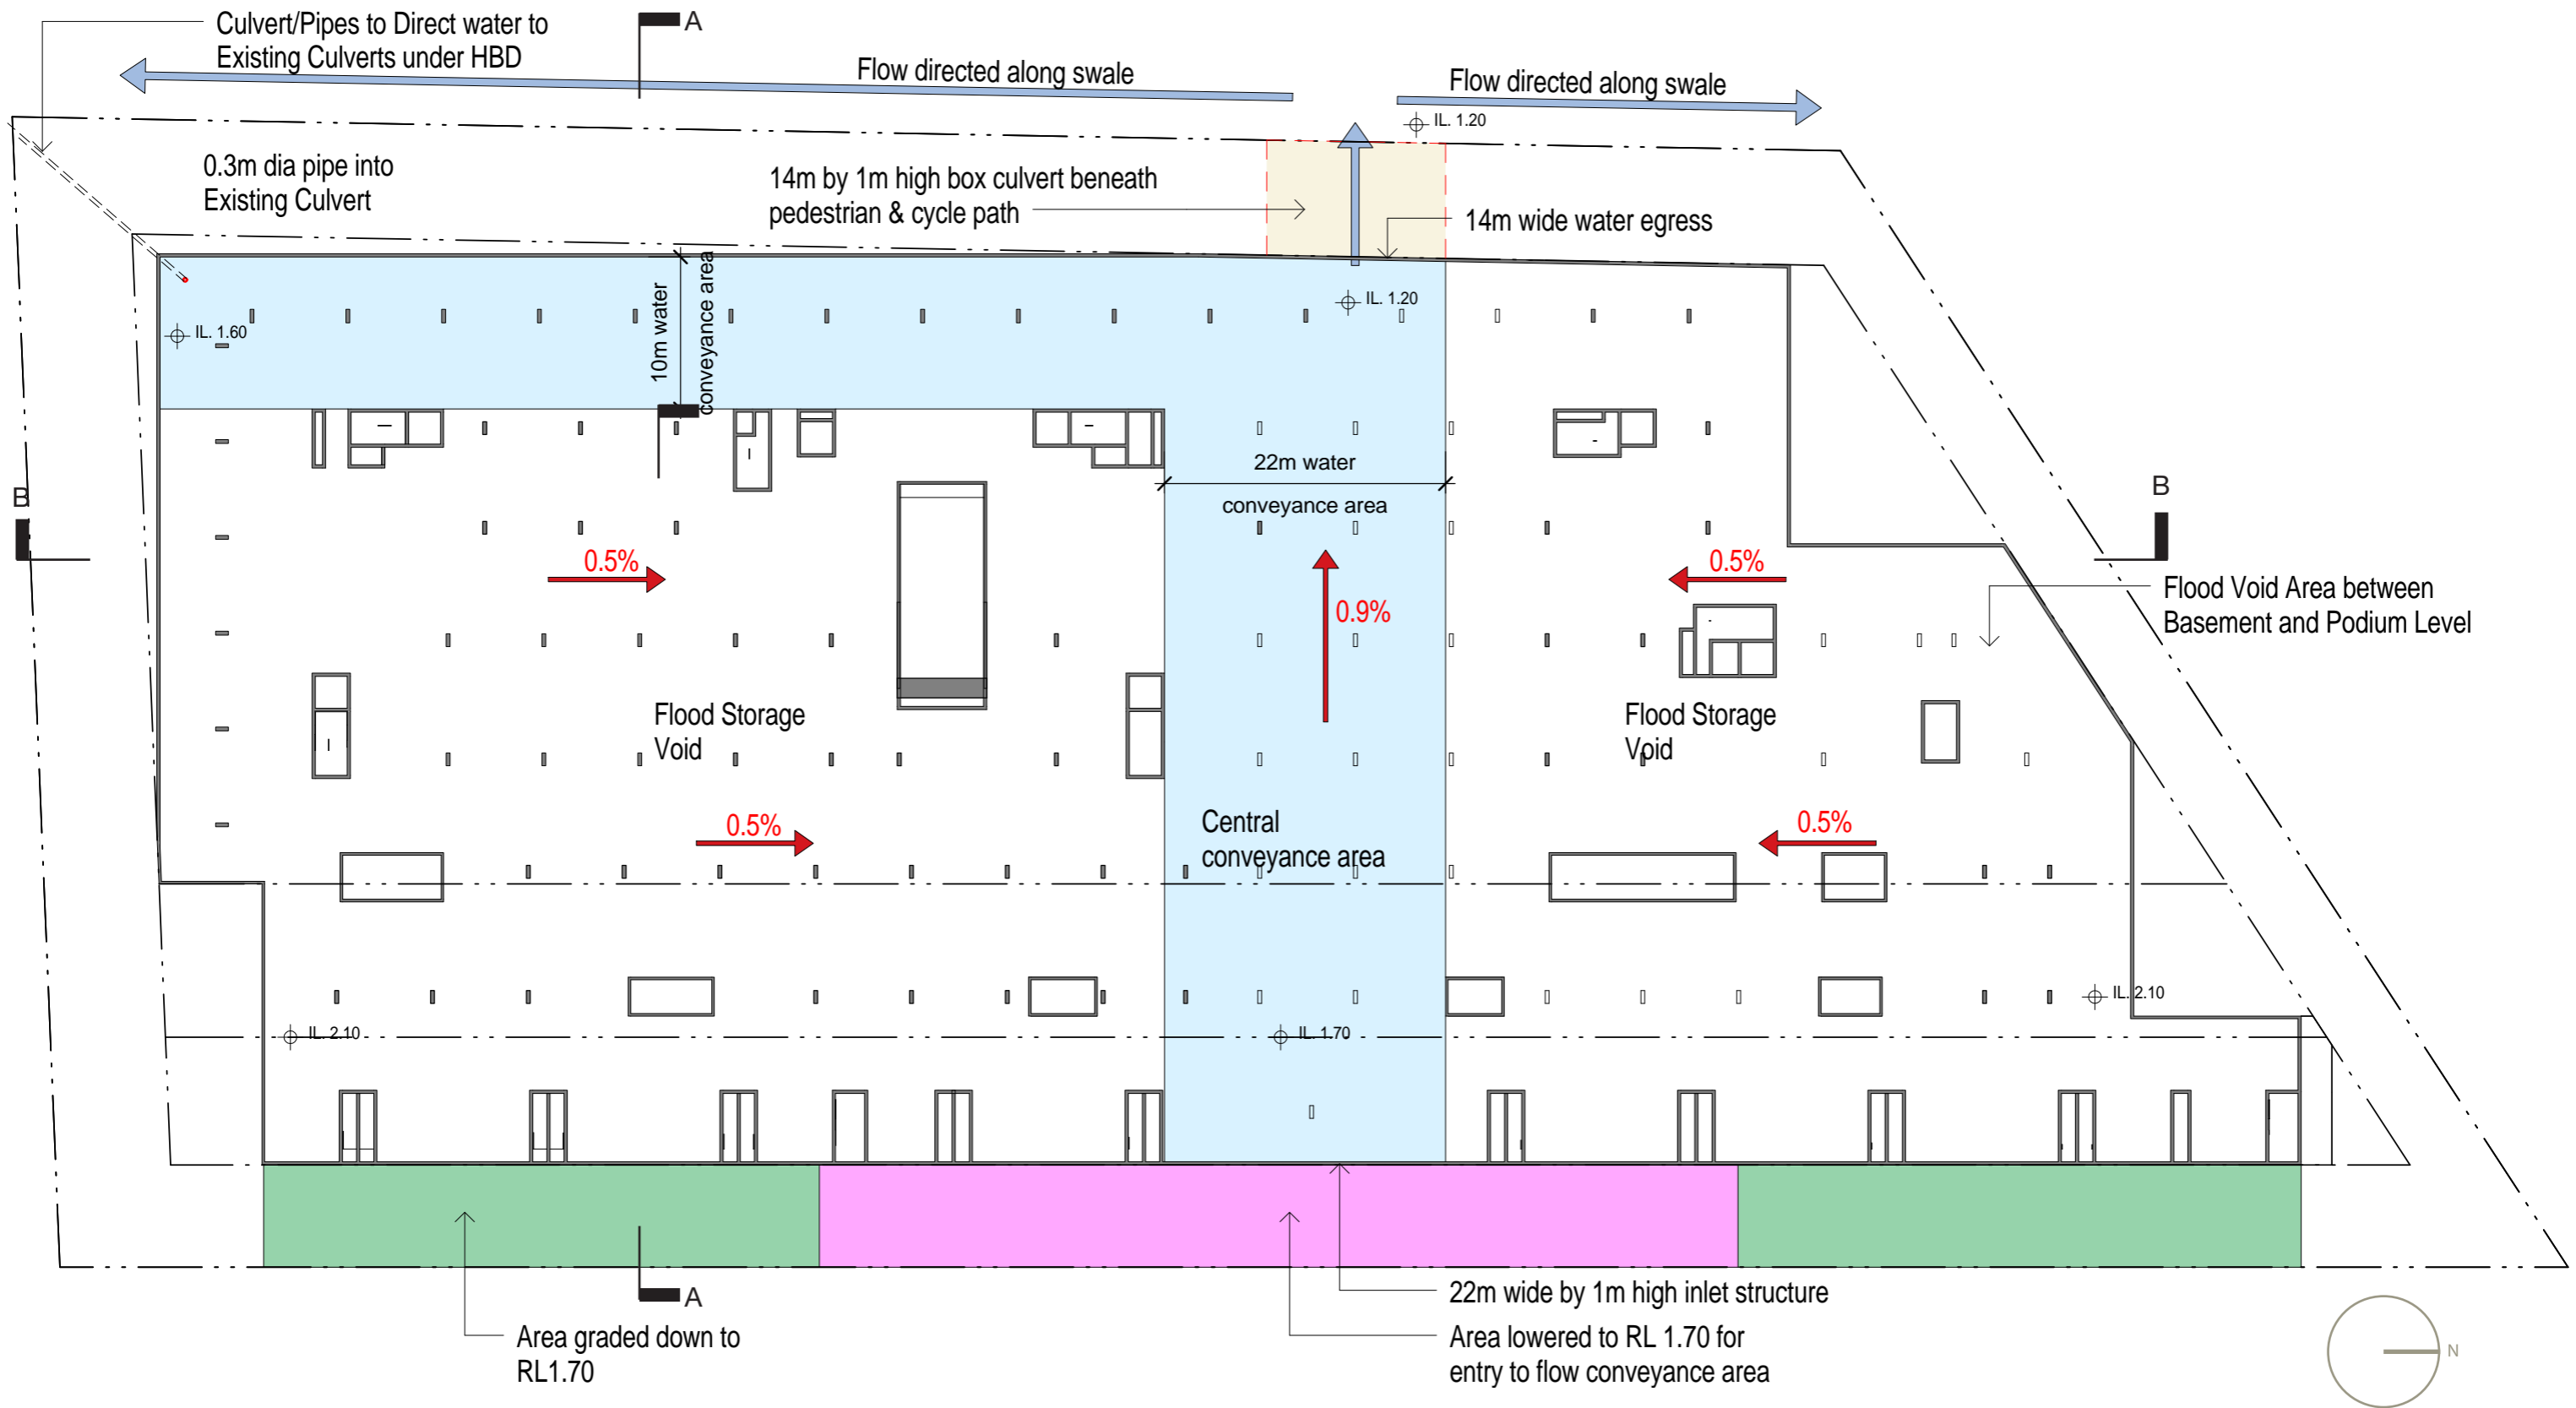 Culvert/Pipes to Direct water to
Existing Culverts under HBD
A
Flow directed along swale
Flow directed along swale
IL. 1.20
0.3m dia pipe into
Existing Culvert
14m by 1m high box culvert beneath
pedestrian & cycle path
14m wide water egress
10m water
conveyance area
IL. 1.20
IL. 1.60
22m water
conveyance area
B
B
0.5%
0.5%
0.9%
Flood Void Area between
Basement and Podium Level
Flood Storage
Void
Flood Storage
Void
0.5%
Central
conveyance area
0.5%
IL. 2.10
IL. 2.10
IL. 1.70
22m wide by 1m high inlet structure
A
Area graded down to
RL1.70
Area lowered to RL 1.70 for
entry to flow conveyance area
N